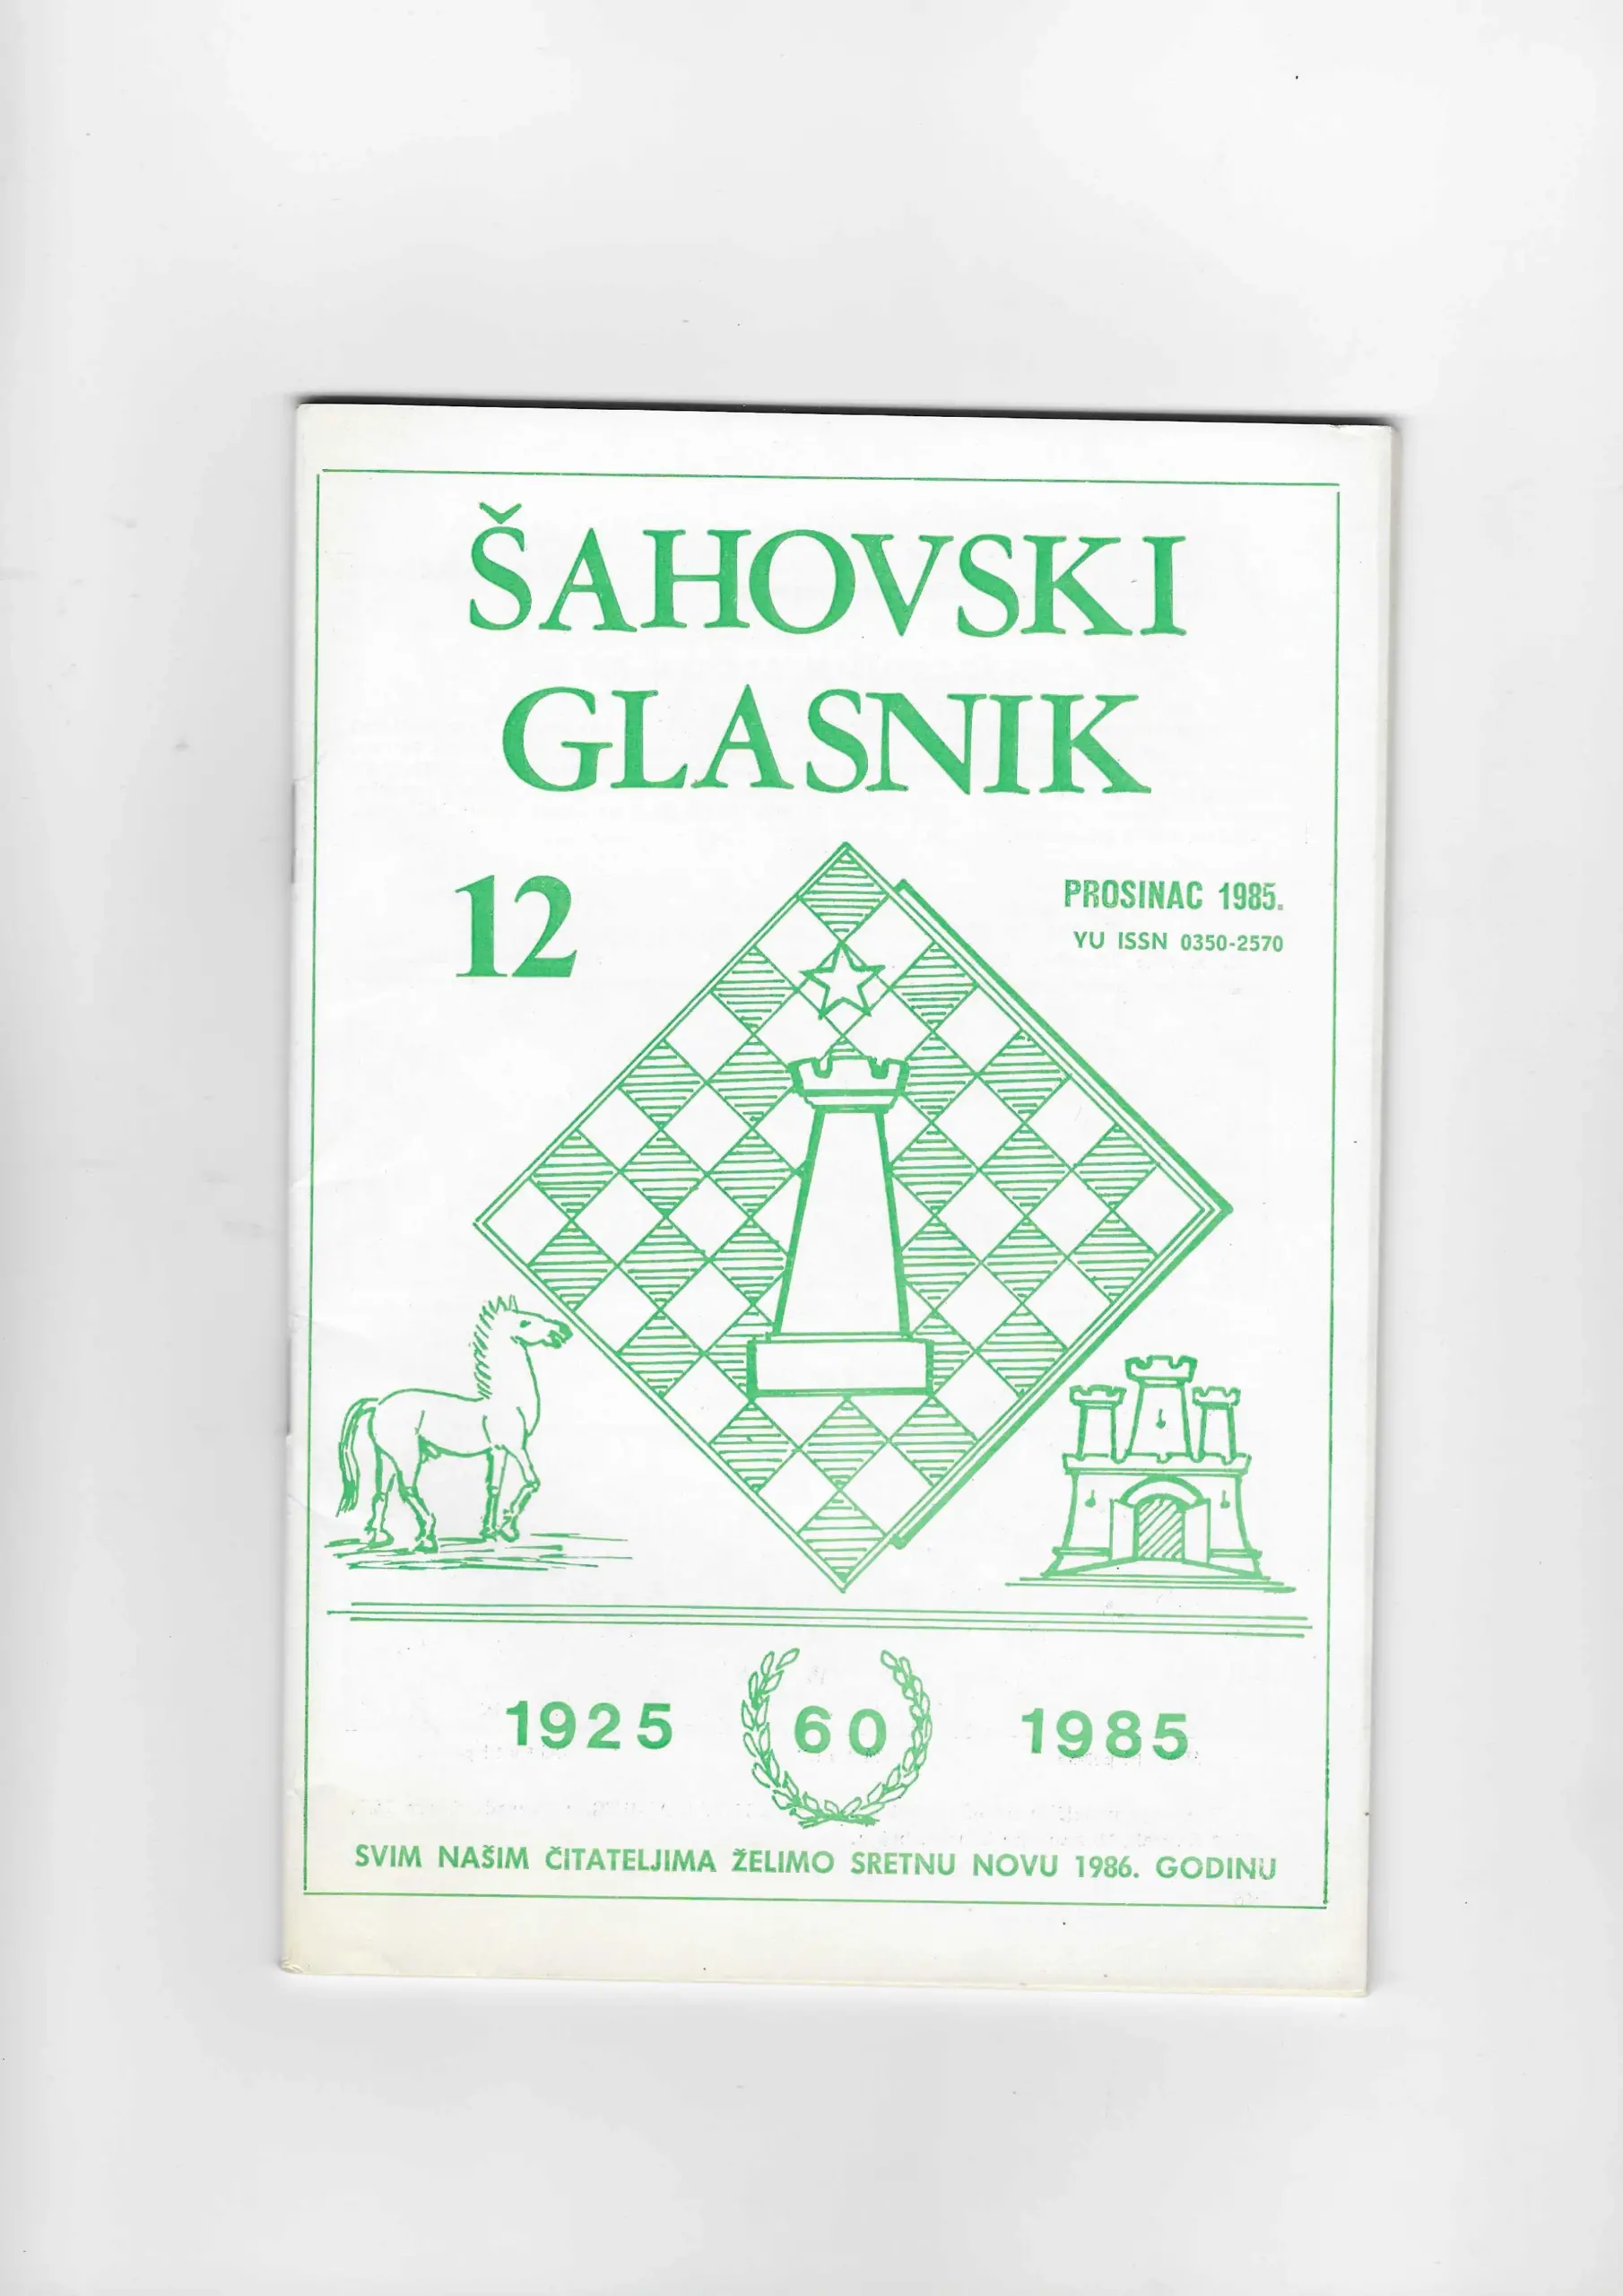 ŠAHOVSKI
GLASNIK
12
PROSINAC 1985.
YU ISSN 0350-2570
1925 60 1985
SVIM NAŠIM ČITATELJIMA ŽELIMO SRETNU NOVU 1986. GODINU